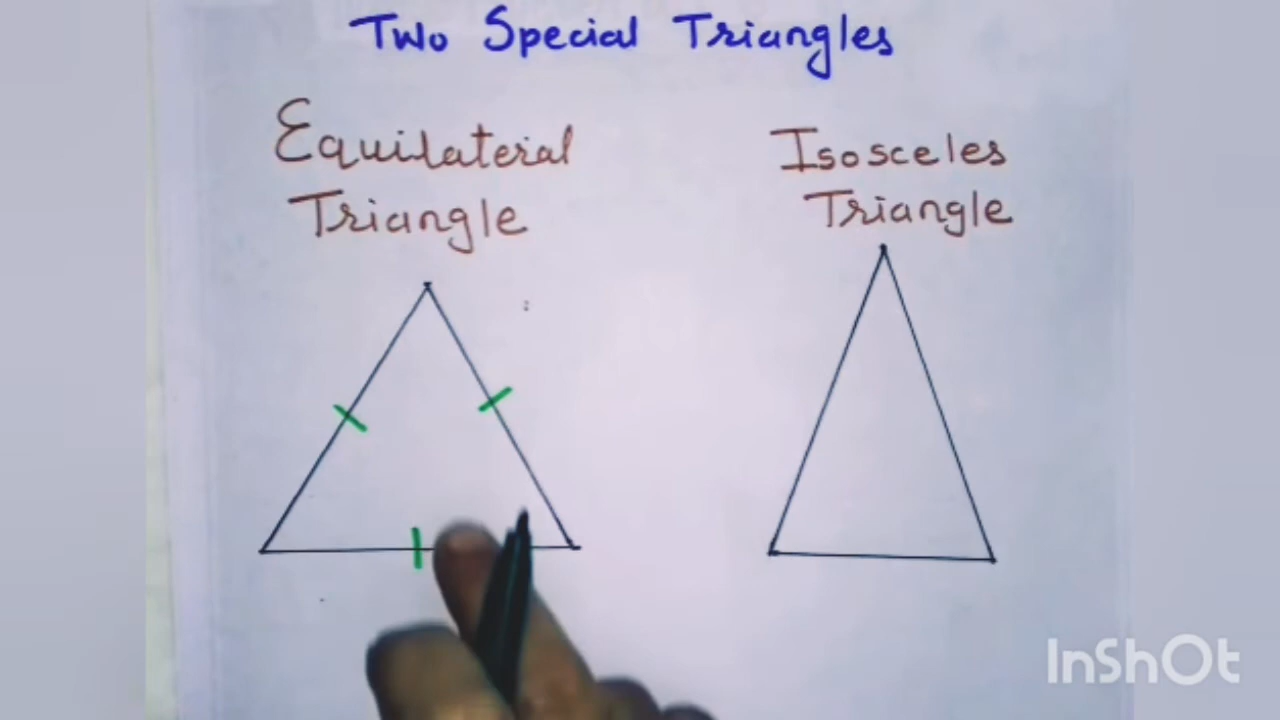 Two Special Triangles
Equilateral
Triangle
Isosceles
Triangle
InShOt